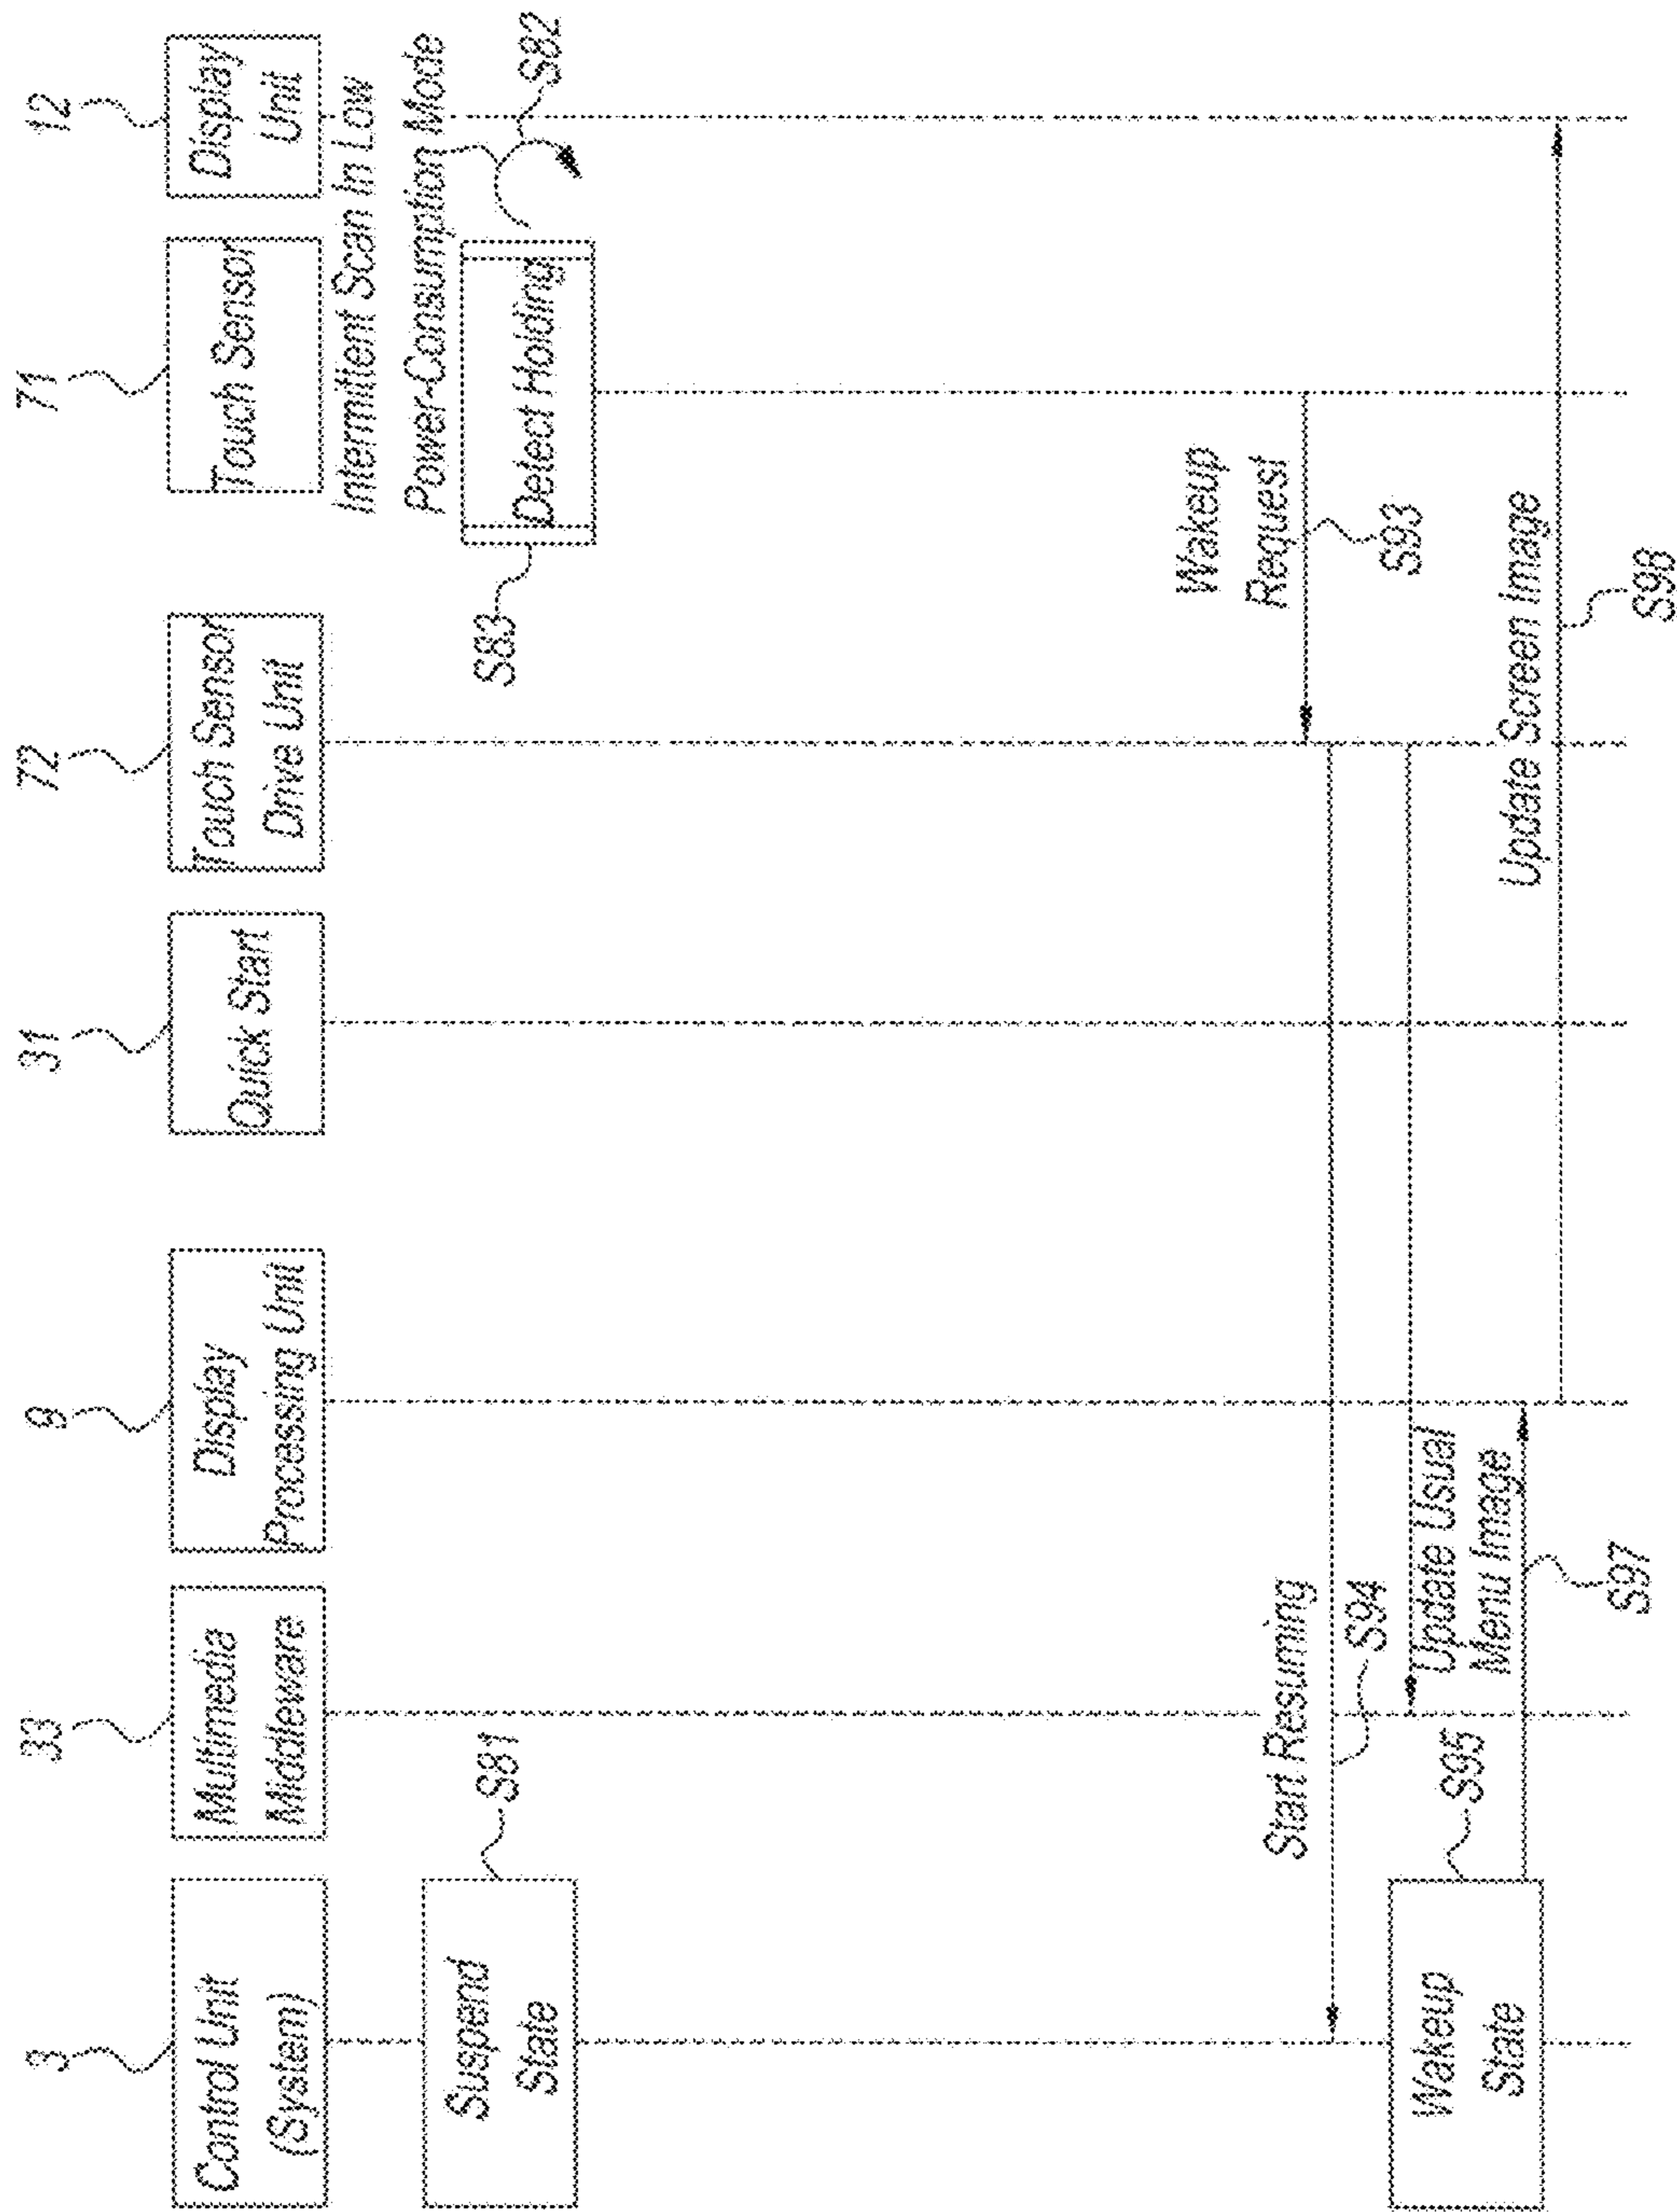 3
33
9
31
72
71
12
Control Unit
(System)
Multimedia
Middleware
Display
Processing Unit
Quick Start
Touch Sensor
Drive Unit
Touch Sensor
Display
Unit
Intermittent Scan In Low
Power-Consumption Mode
S82
Suspend
State
S81
S83
Detect Holding
Wakeup
Request
S93
Start Resuming
S94
Wakeup
State
S95
Update Usual
Menu Image
S97
Update Screen Image
S98